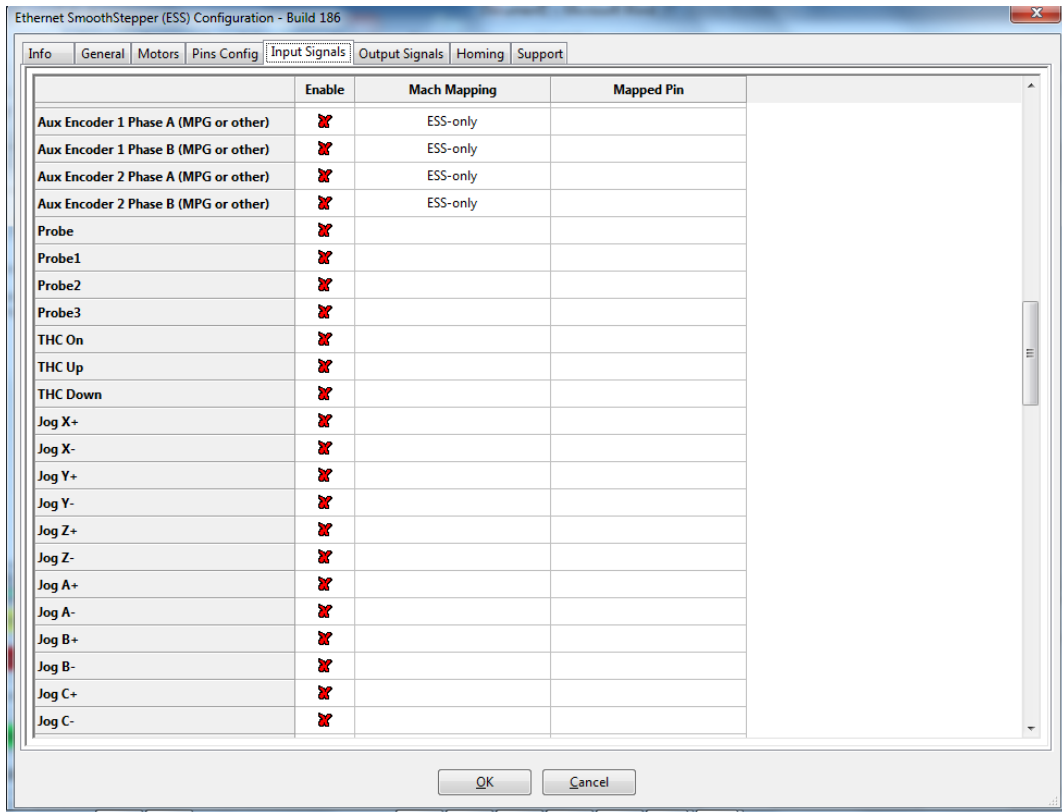 Ethernet SmoothStepper (ESS) Configuration - Build 186
Info General Motors Pins Config Input Signals Output Signals Homing Support
Enable Mach Mapping Mapped Pin
Aux Encoder 1 Phase A (MPG or other) ESS-only
Aux Encoder 1 Phase B (MPG or other) ESS-only
Aux Encoder 2 Phase A (MPG or other) ESS-only
Aux Encoder 2 Phase B (MPG or other) ESS-only
Probe
Probe1
Probe2
Probe3
THC On
THC Up
THC Down
Jog X+
Jog X-
Jog Y+
Jog Y-
Jog Z+
Jog Z-
Jog A+
Jog A-
Jog B+
Jog B-
Jog C+
Jog C-
OK Cancel